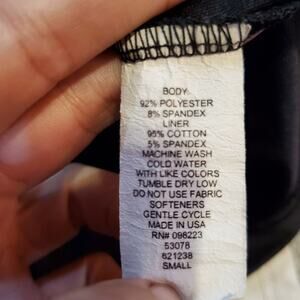 BODY:
92% POLYESTER
8% SPANDEX
LINER
95% COTTON
5% SPANDEX
MACHINE WASH
COLD WATER
WITH LIKE COLORS
TUMBLE DRY LOW
DO NOT USE FABRIC
SOFTENERS
GENTLE CYCLE
MADE IN USA
RN# 098223
53078
621238
SMALL